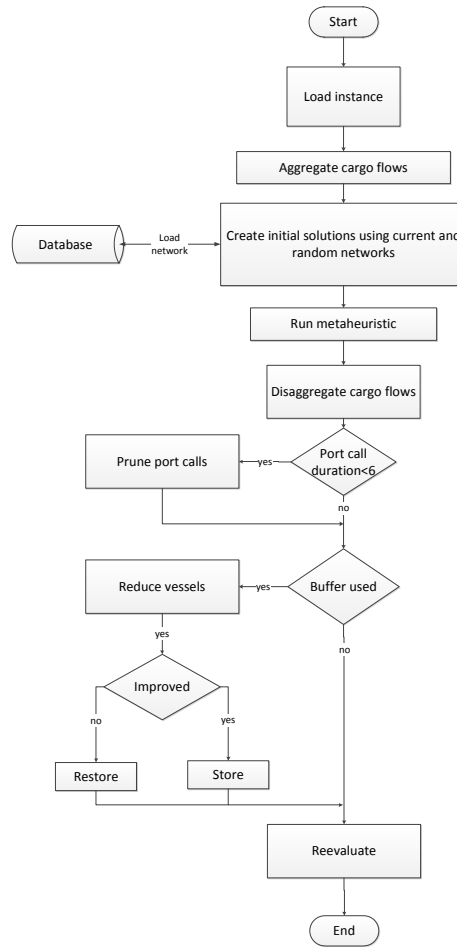 Start
Load instance
Aggregate cargo flows
Database
Load
network
Create initial solutions using current and
random networks
Run metaheuristic
Disaggregate cargo flows
Prune port calls
yes
Port call
duration<6
no
Reduce vessels
yes
Buffer used
yes
no
Improved
no
yes
Restore
Store
Reevaluate
End